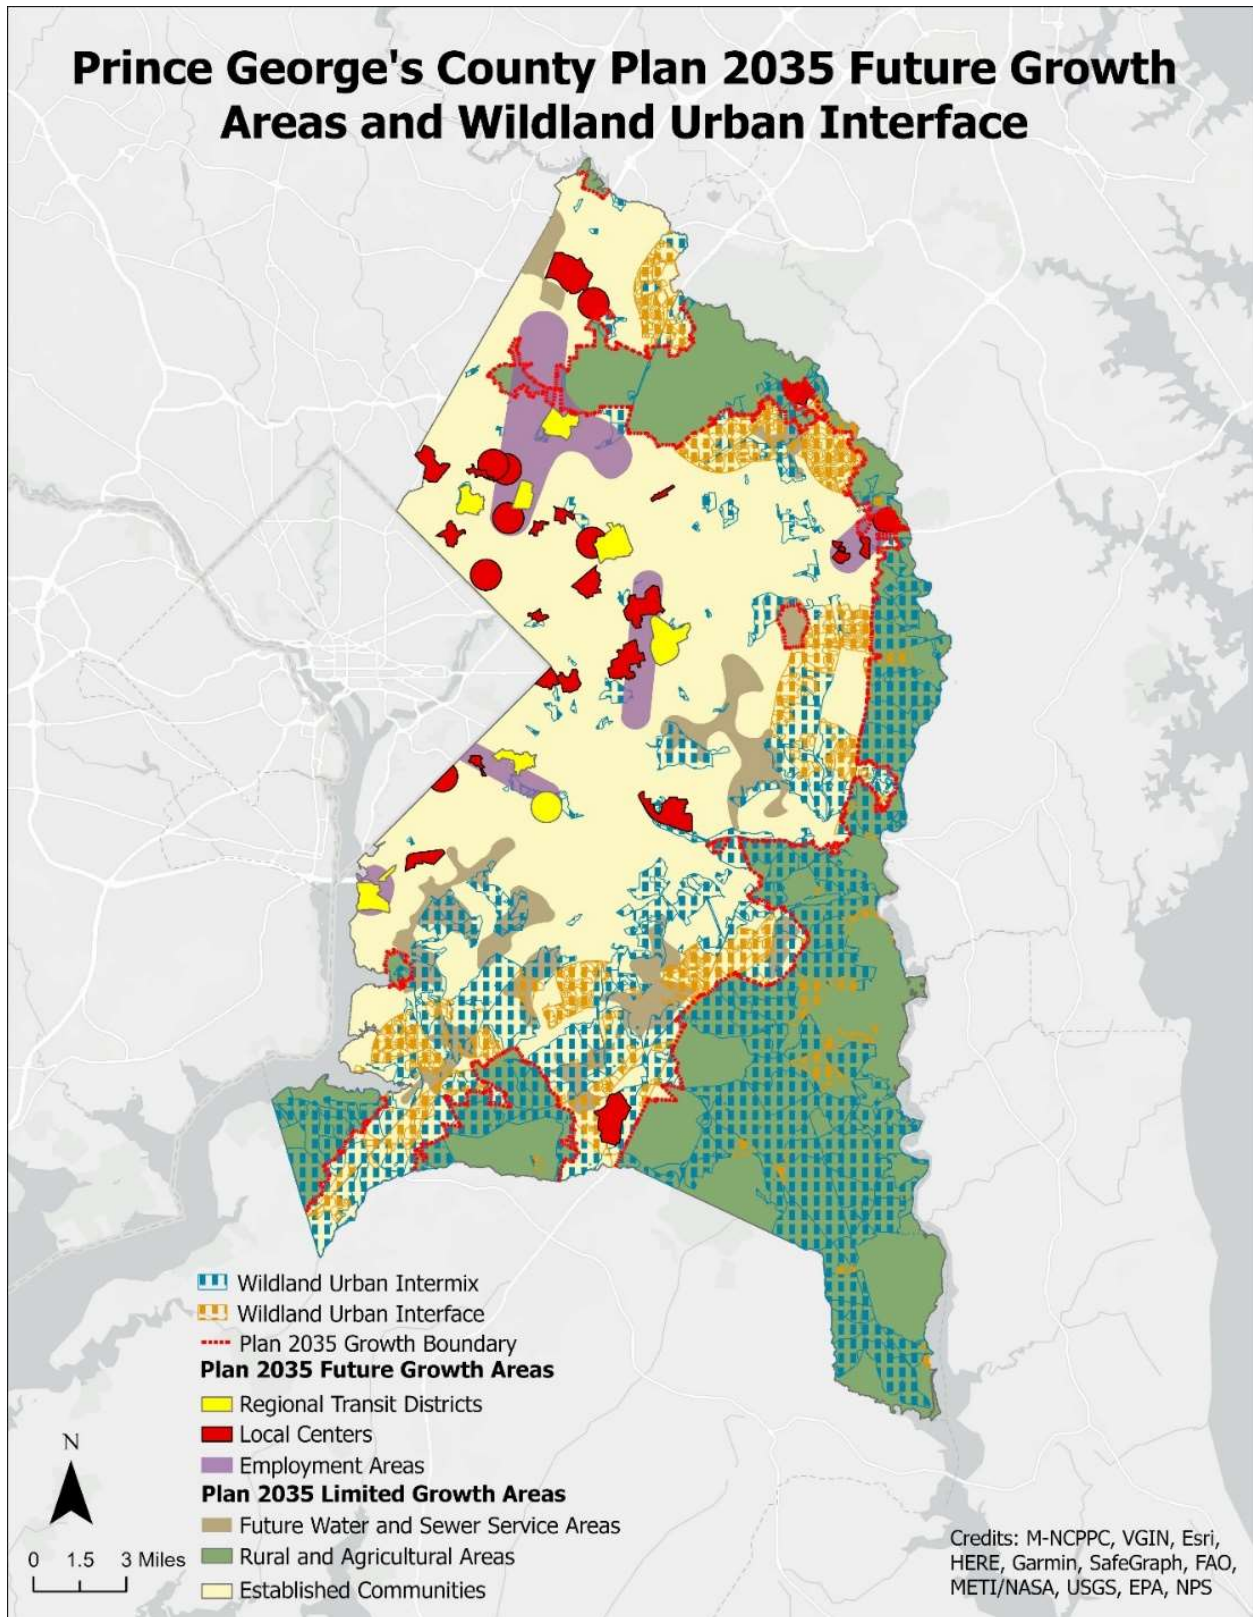 Prince George's County Plan 2035 Future Growth
Areas and Wildland Urban Interface
Wildland Urban Intermix
Wildland Urban Interface
Plan 2035 Growth Boundary
Plan 2035 Future Growth Areas
Regional Transit Districts
Local Centers
Employment Areas
Plan 2035 Limited Growth Areas
Future Water and Sewer Service Areas
Rural and Agricultural Areas
Established Communities
N
0 1.5 3 Miles
Credits: M-NCPPC, VGIN, Esri,
HERE, Garmin, SafeGraph, FAO,
METI/NASA, USGS, EPA, NPS